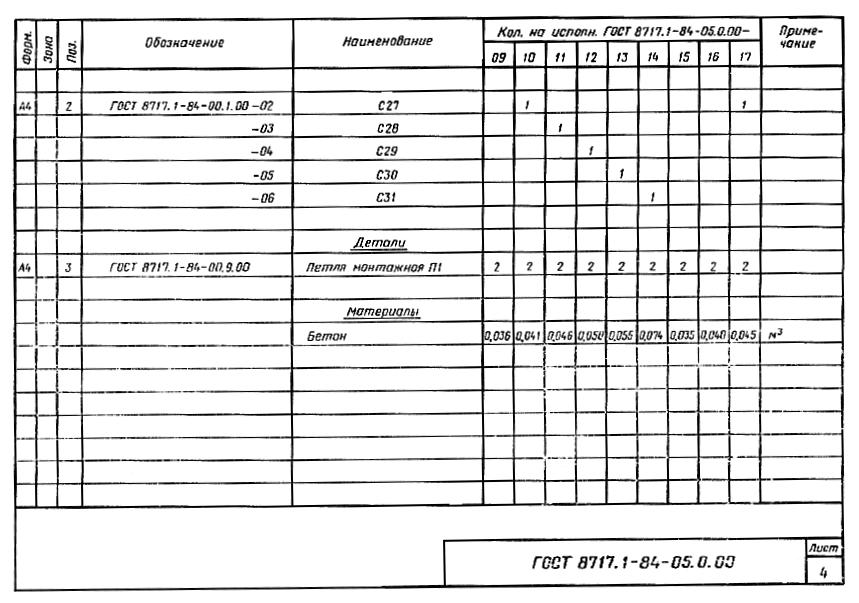 Форм. Зона Поз. Обозначение Наименование Кол. на исполн. ГОСТ 8717.1-84-05.0.00- Приме-
чание
09 10 11 12 13 14 15 16 17
А4 2 ГОСТ 8717.1-84-00.1.00-02 С27 1 1
-03 С28 1
-04 С29 1
-05 С30 1
-06 С31 1
Детали
А4 3 ГОСТ 8717.1-84-00.9.00 Петля монтажная П1 2 2 2 2 2 2 2 2 2
Материалы
Бетон 0,036 0,041 0,046 0,050 0,055 0,074 0,035 0,040 0,045 м³
ГОСТ 8717.1-84-05.0.00
Лист
4